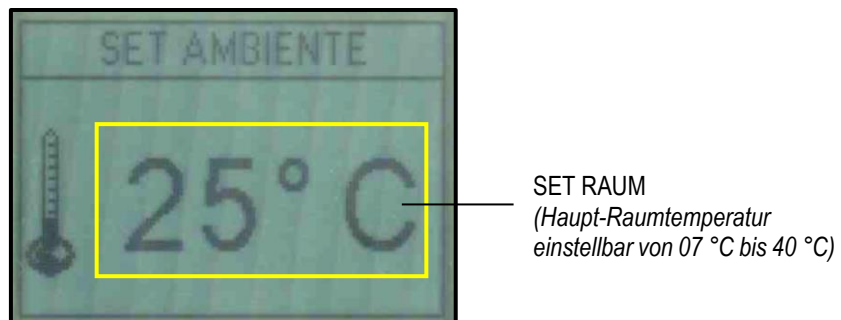 SET AMBIENTE
25° C
SET RAUM
(Haupt-Raumtemperatur
einstellbar von 07 °C bis 40 °C)